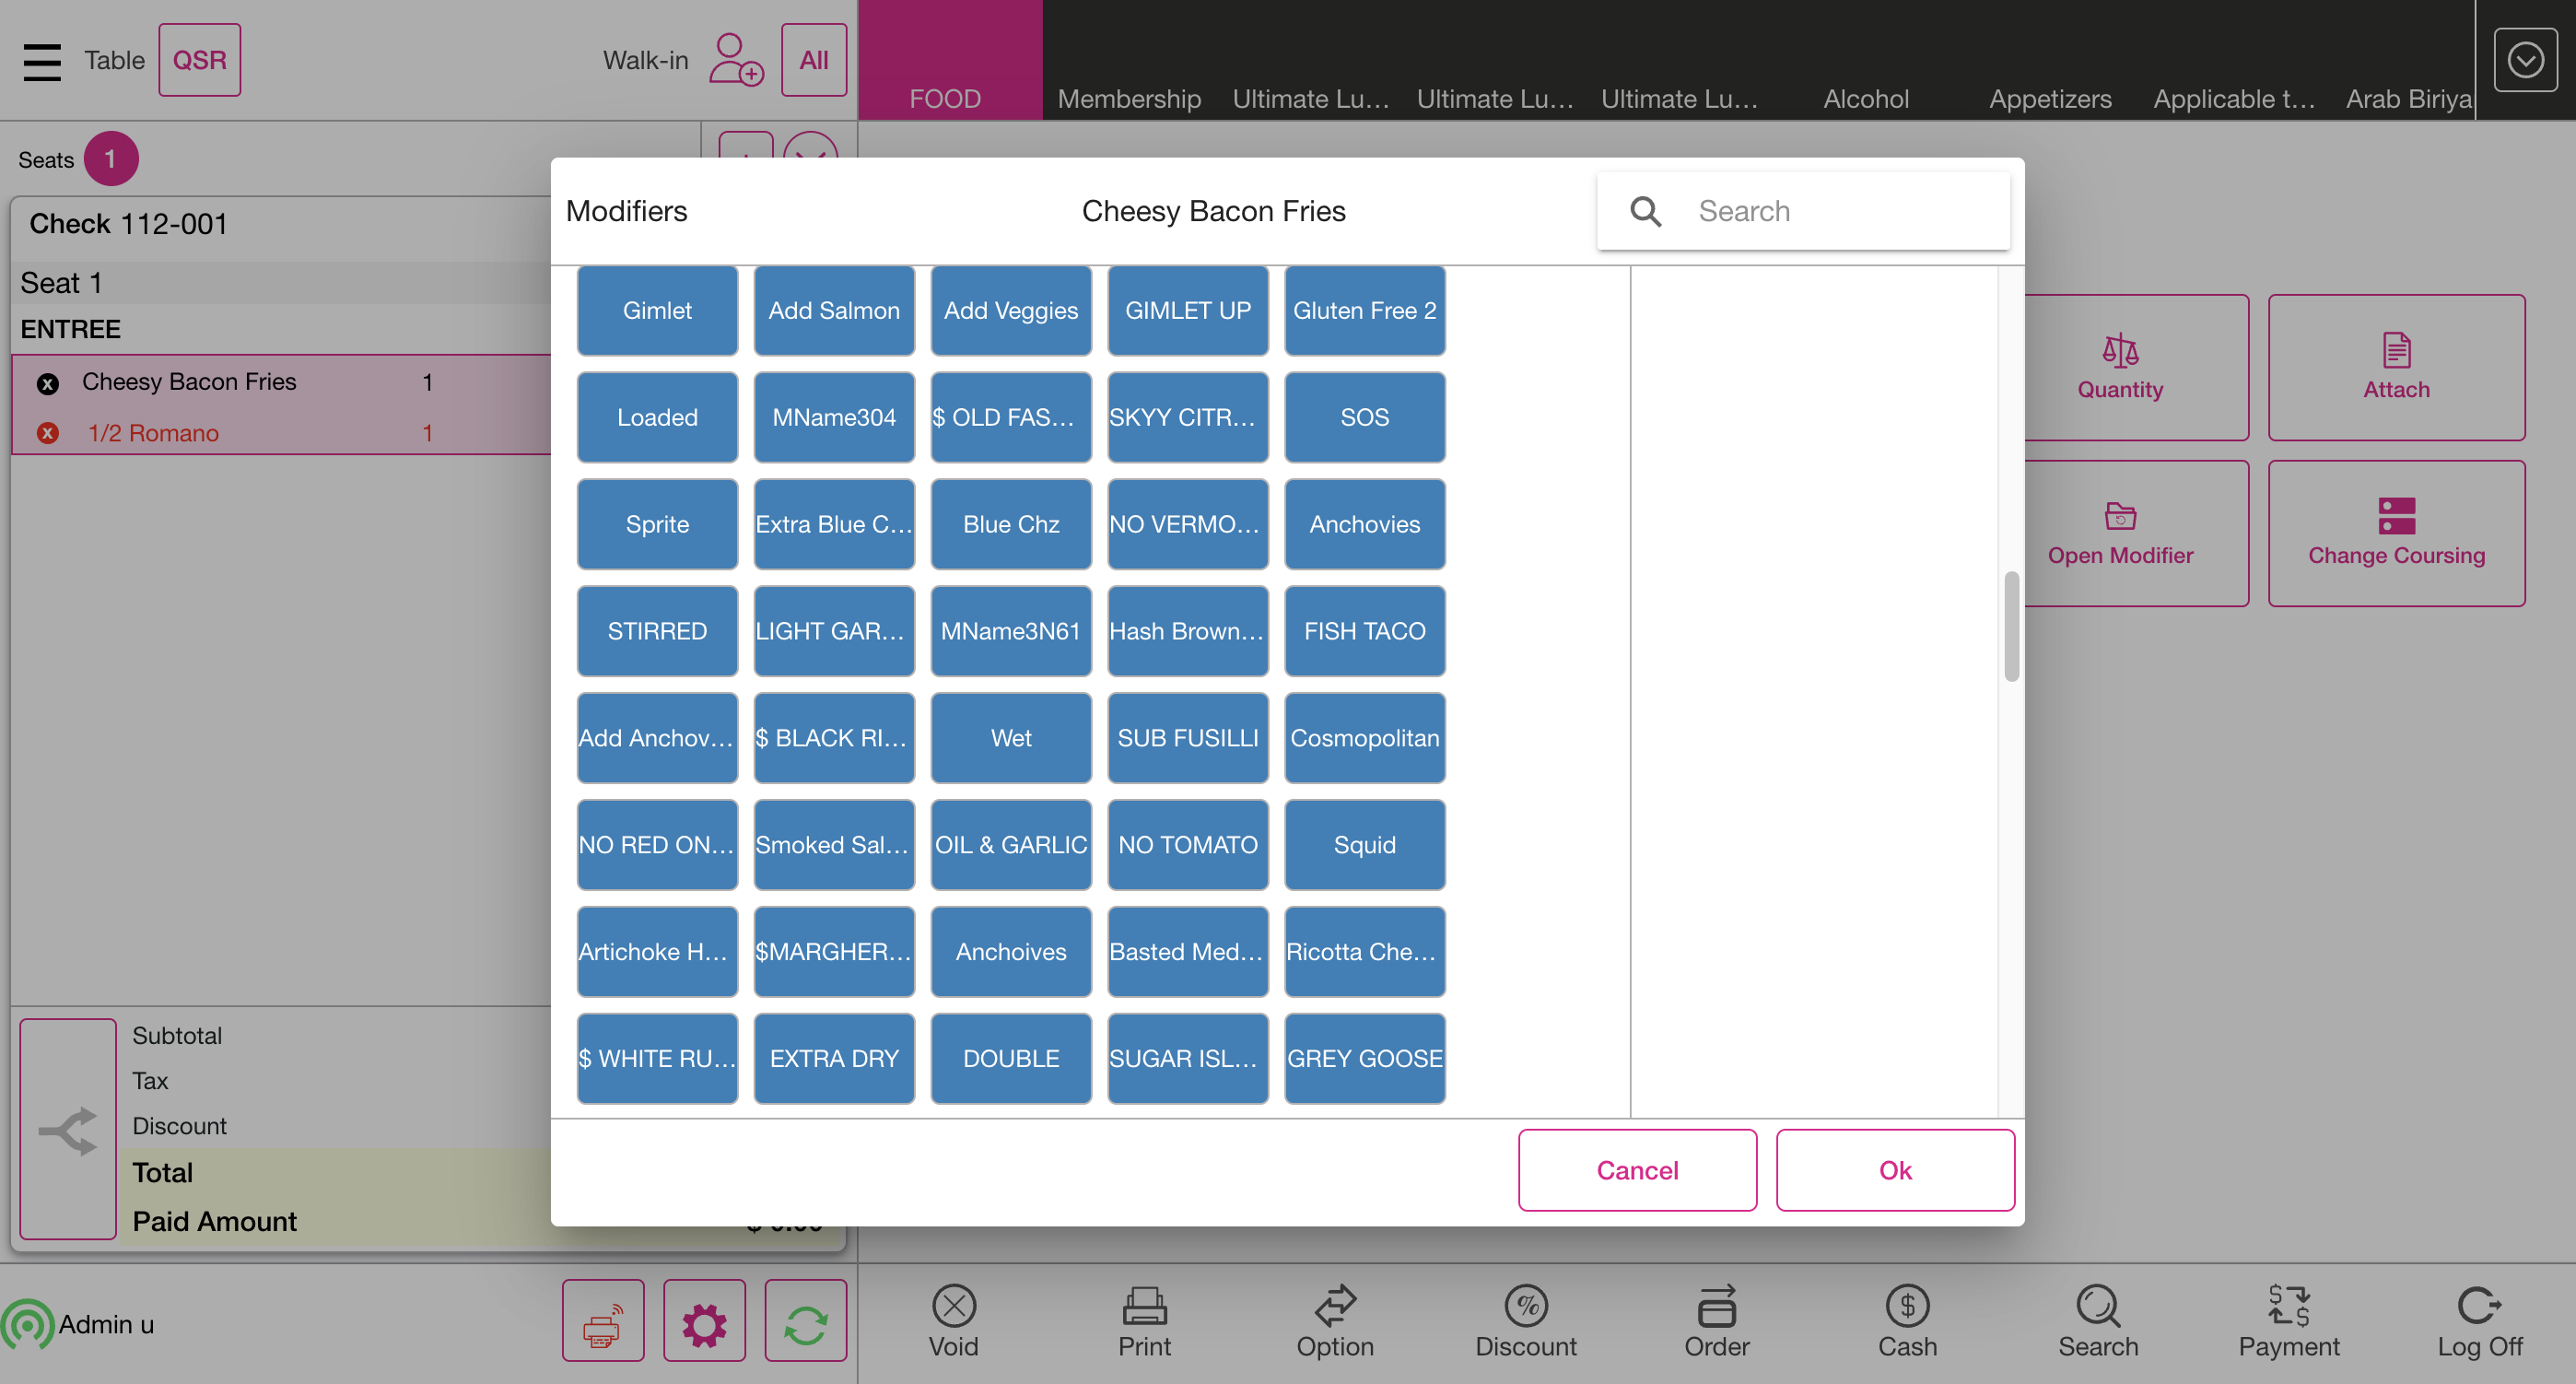 Table QSR Walk-in All
FOOD Membership Ultimate Lu... Ultimate Lu... Ultimate Lu... Alcohol Appetizers Applicable t... Arab Biriya
Seats 1
Check 112-001
Seat 1
ENTREE
x Cheesy Bacon Fries 1
x 1/2 Romano 1
Subtotal
Tax
Discount
Total
Paid Amount
Modifiers Cheesy Bacon Fries Search
Gimlet Add Salmon Add Veggies GIMLET UP Gluten Free 2
Loaded MName304 $ OLD FAS... SKYY CITR... SOS
Sprite Extra Blue C... Blue Chz NO VERMO... Anchovies
STIRRED LIGHT GAR... MName3N61 Hash Brown... FISH TACO
Add Anchov... $ BLACK RI... Wet SUB FUSILLI Cosmopolitan
NO RED ON... Smoked Sal... OIL & GARLIC NO TOMATO Squid
Artichoke H... $MARGHER... Anchoives Basted Med... Ricotta Che...
$ WHITE RU... EXTRA DRY DOUBLE SUGAR ISL... GREY GOOSE
Cancel Ok
Quantity Attach
Open Modifier Change Coursing
Admin u
Void Print Option Discount Order Cash Search Payment Log Off